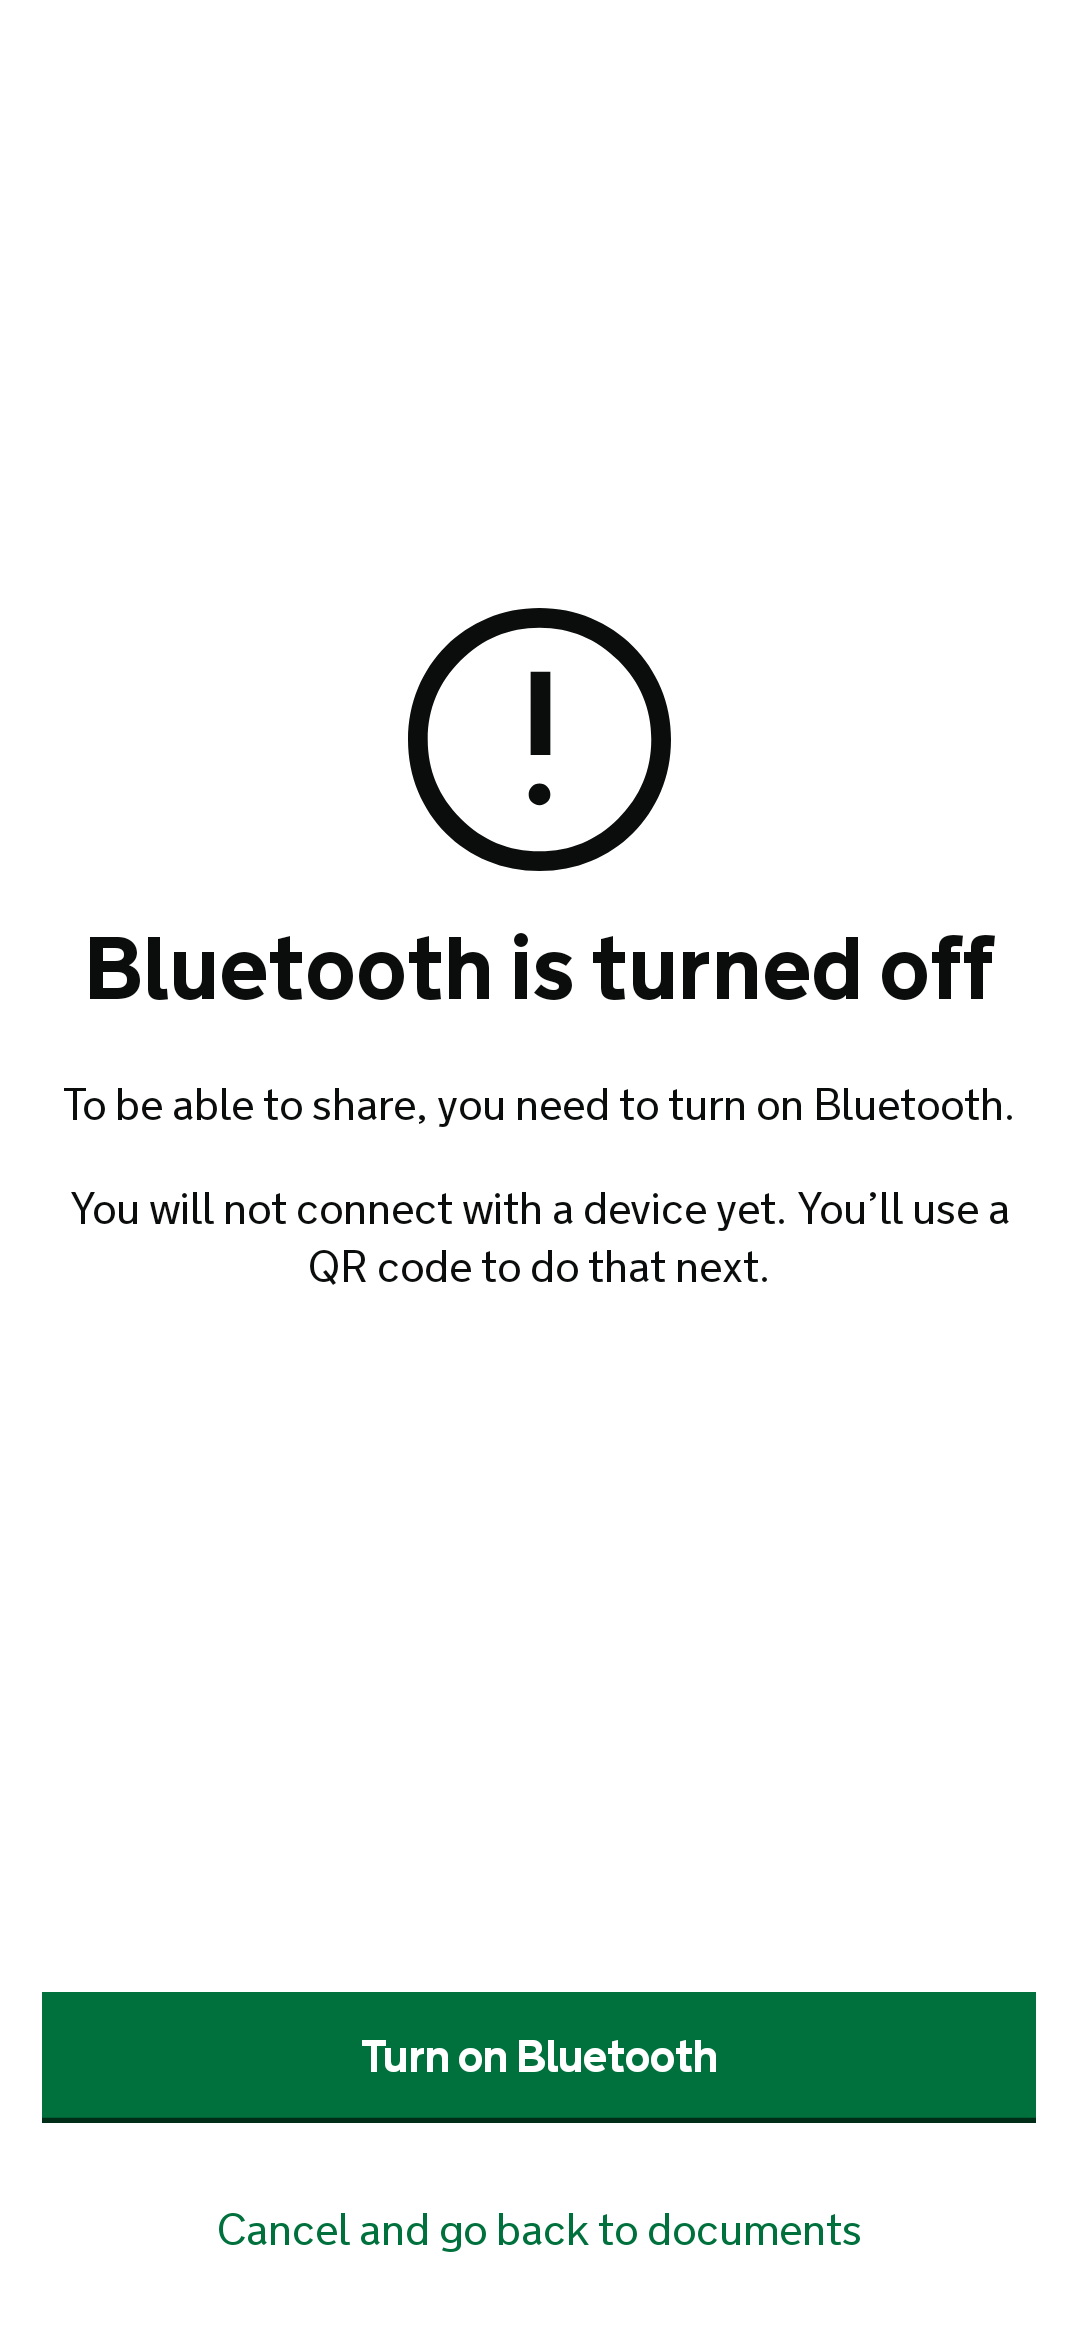 Bluetooth is turned off
To be able to share, you need to turn on Bluetooth.
You will not connect with a device yet. You’ll use a
QR code to do that next.
Turn on Bluetooth
Cancel and go back to documents